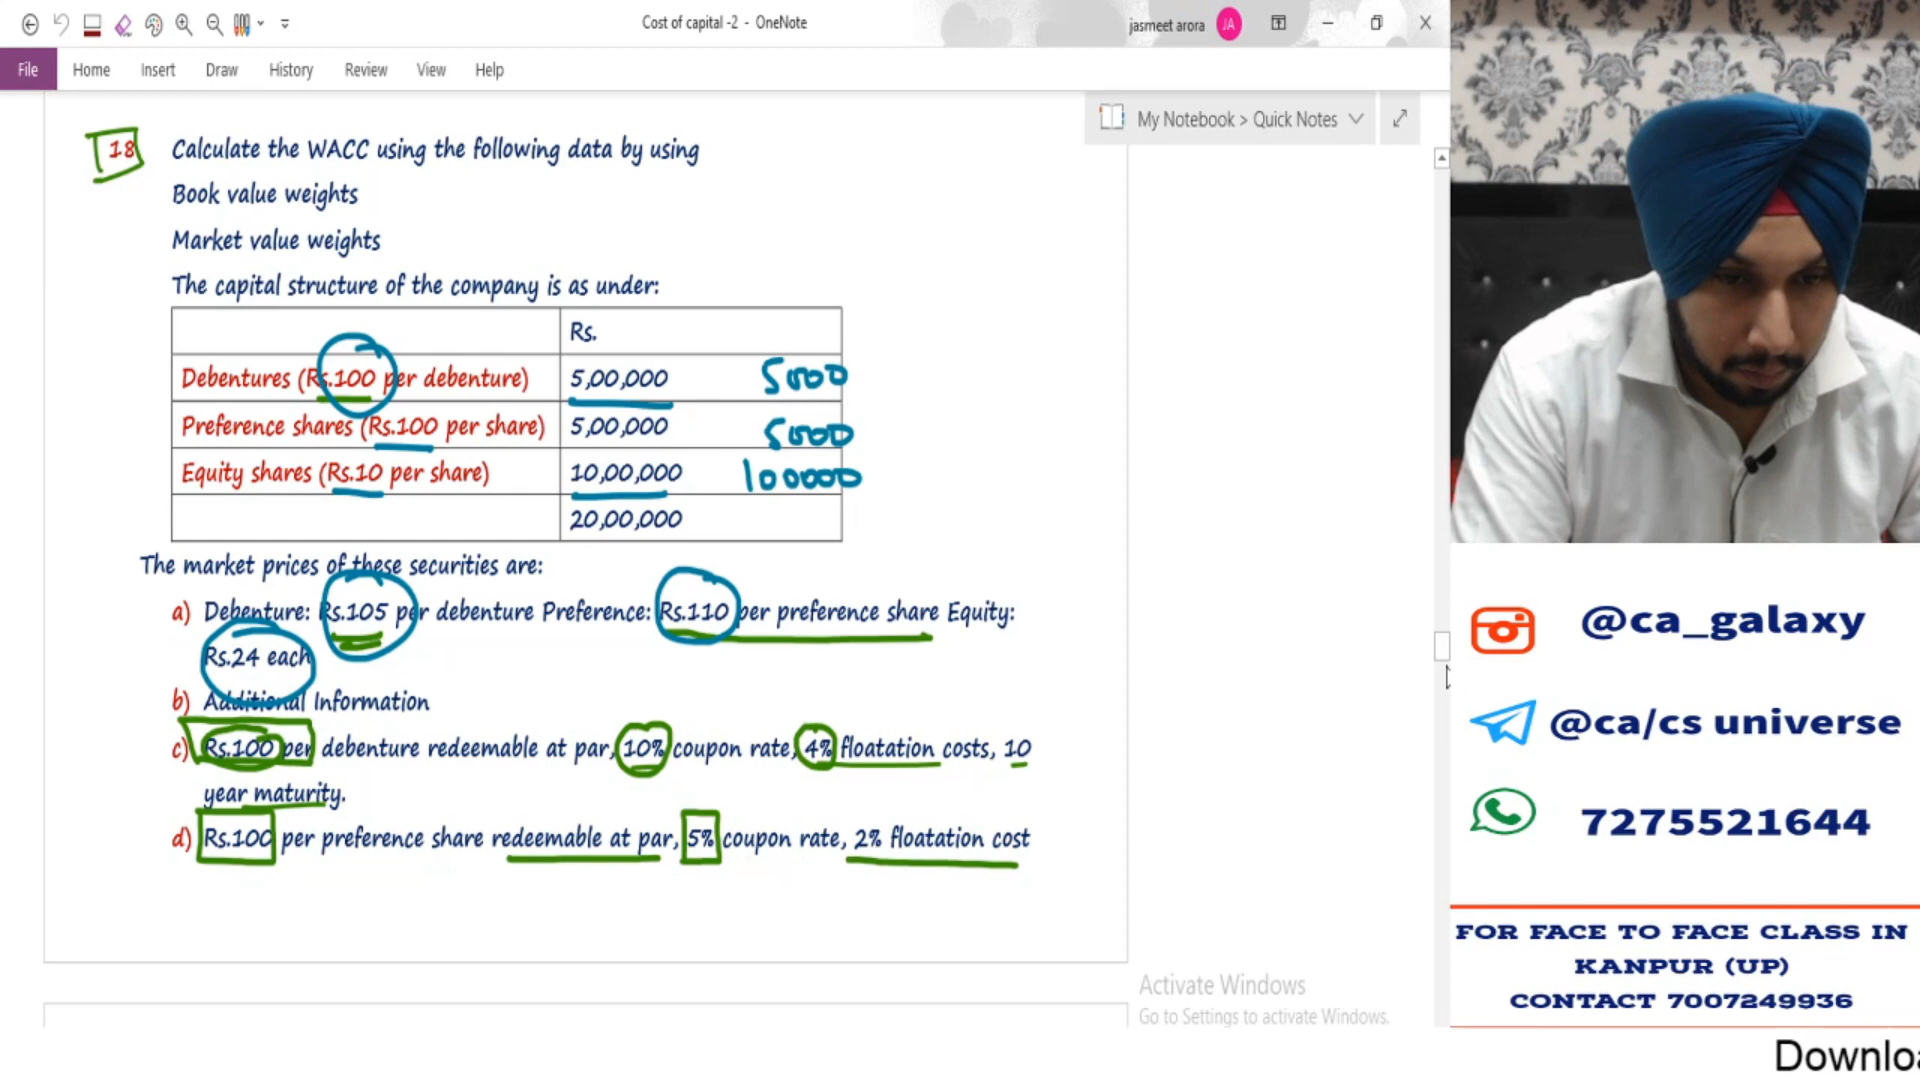 Cost of capital -2 - OneNote
jasmeet arora JA
File Home Insert Draw History Review View Help
My Notebook > Quick Notes
18 Calculate the WACC using the following data by using
Book value weights
Market value weights
The capital structure of the company is as under:
Rs.
Debentures (Rs.100 per debenture) 5,00,000 5000
Preference shares (Rs.100 per share) 5,00,000 5000
Equity shares (Rs.10 per share) 10,00,000 100000
20,00,000
The market prices of these securities are:
a) Debenture: Rs.105 per debenture Preference: Rs.110 per preference share Equity:
Rs.24 each
b) Additional Information
c) Rs.100 per debenture redeemable at par, 10% coupon rate, 4% floatation costs, 10
year maturity.
d) Rs.100 per preference share redeemable at par, 5% coupon rate, 2% floatation cost
Activate Windows
Go to Settings to activate Windows.
@ca_galaxy
@ca/cs universe
7275521644
FOR FACE TO FACE CLASS IN
KANPUR (UP)
CONTACT 7007249936
Downlo